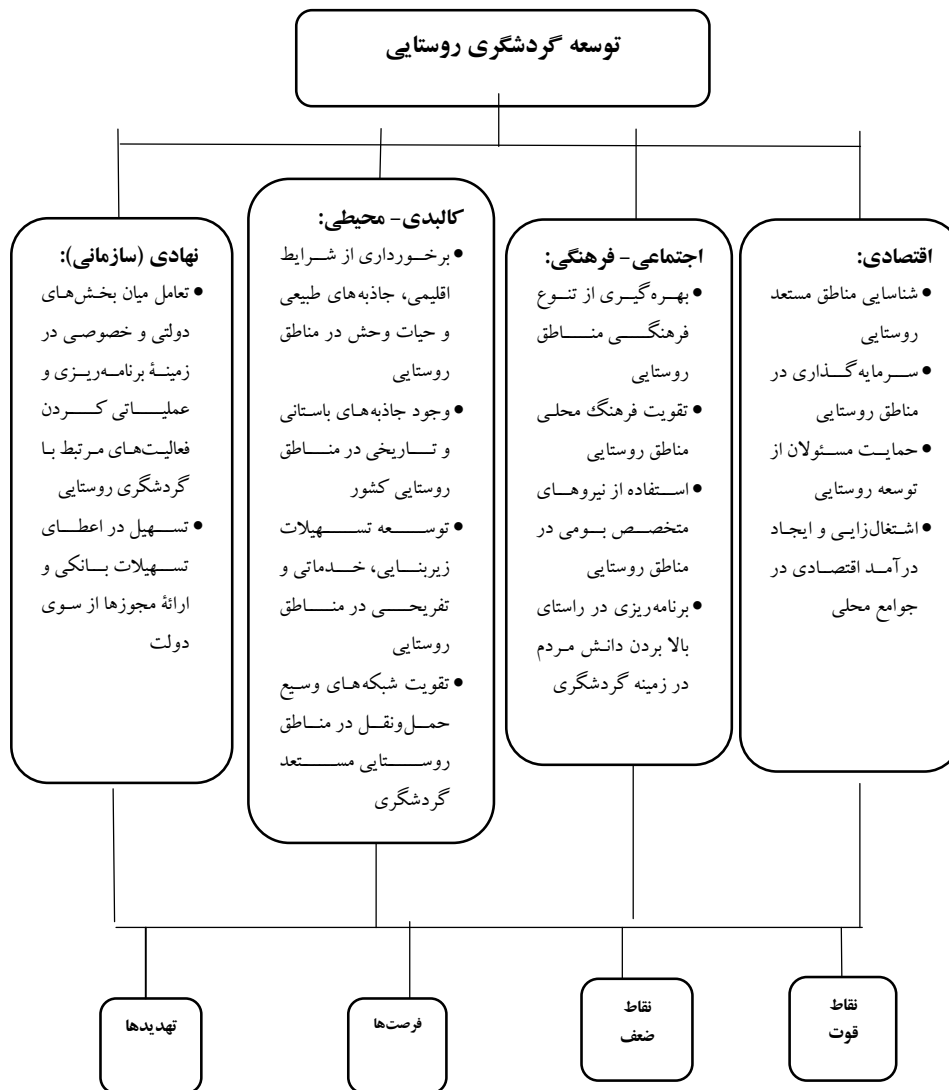 توسعه گردشگری روستایی
اقتصادی:
• شناسایی مناطق مستعد
روستایی
• سرمایه‌گذاری در
مناطق روستایی
• حمایت مسئولان از
توسعه روستایی
• اشتغال‌زایی و ایجاد
درآمد اقتصادی در
جوامع محلی
اجتماعی- فرهنگی:
• بهره‌گیری از تنوع
فرهنگی مناطق
روستایی
• تقویت فرهنگ محلی
مناطق روستایی
• استفاده از نیروهای
متخصص بومی در
مناطق روستایی
• برنامه‌ریزی در راستای
بالا بردن دانش مردم
در زمینه گردشگری
کالبدی- محیطی:
• برخورداری از شرایط
اقلیمی، جاذبه‌های طبیعی
و حیات وحش در مناطق
روستایی
• وجود جاذبه‌های باستانی
و تاریخی در مناطق
روستایی کشور
• توسعه تسهیلات
زیربنایی، خدماتی و
تفریحی در مناطق
روستایی
• تقویت شبکه‌های وسیع
حمل‌ونقل در مناطق
روستایی مستعد
گردشگری
نهادی (سازمانی):
• تعامل میان بخش‌های
دولتی و خصوصی در
زمینهٔ برنامه‌ریزی و
عملیاتی کردن
فعالیت‌های مرتبط با
گردشگری روستایی
• تسهیل در اعطای
تسهیلات بانکی و
ارائهٔ مجوزها از سوی
دولت
نقاط
قوت
نقاط
ضعف
فرصت‌ها
تهدیدها